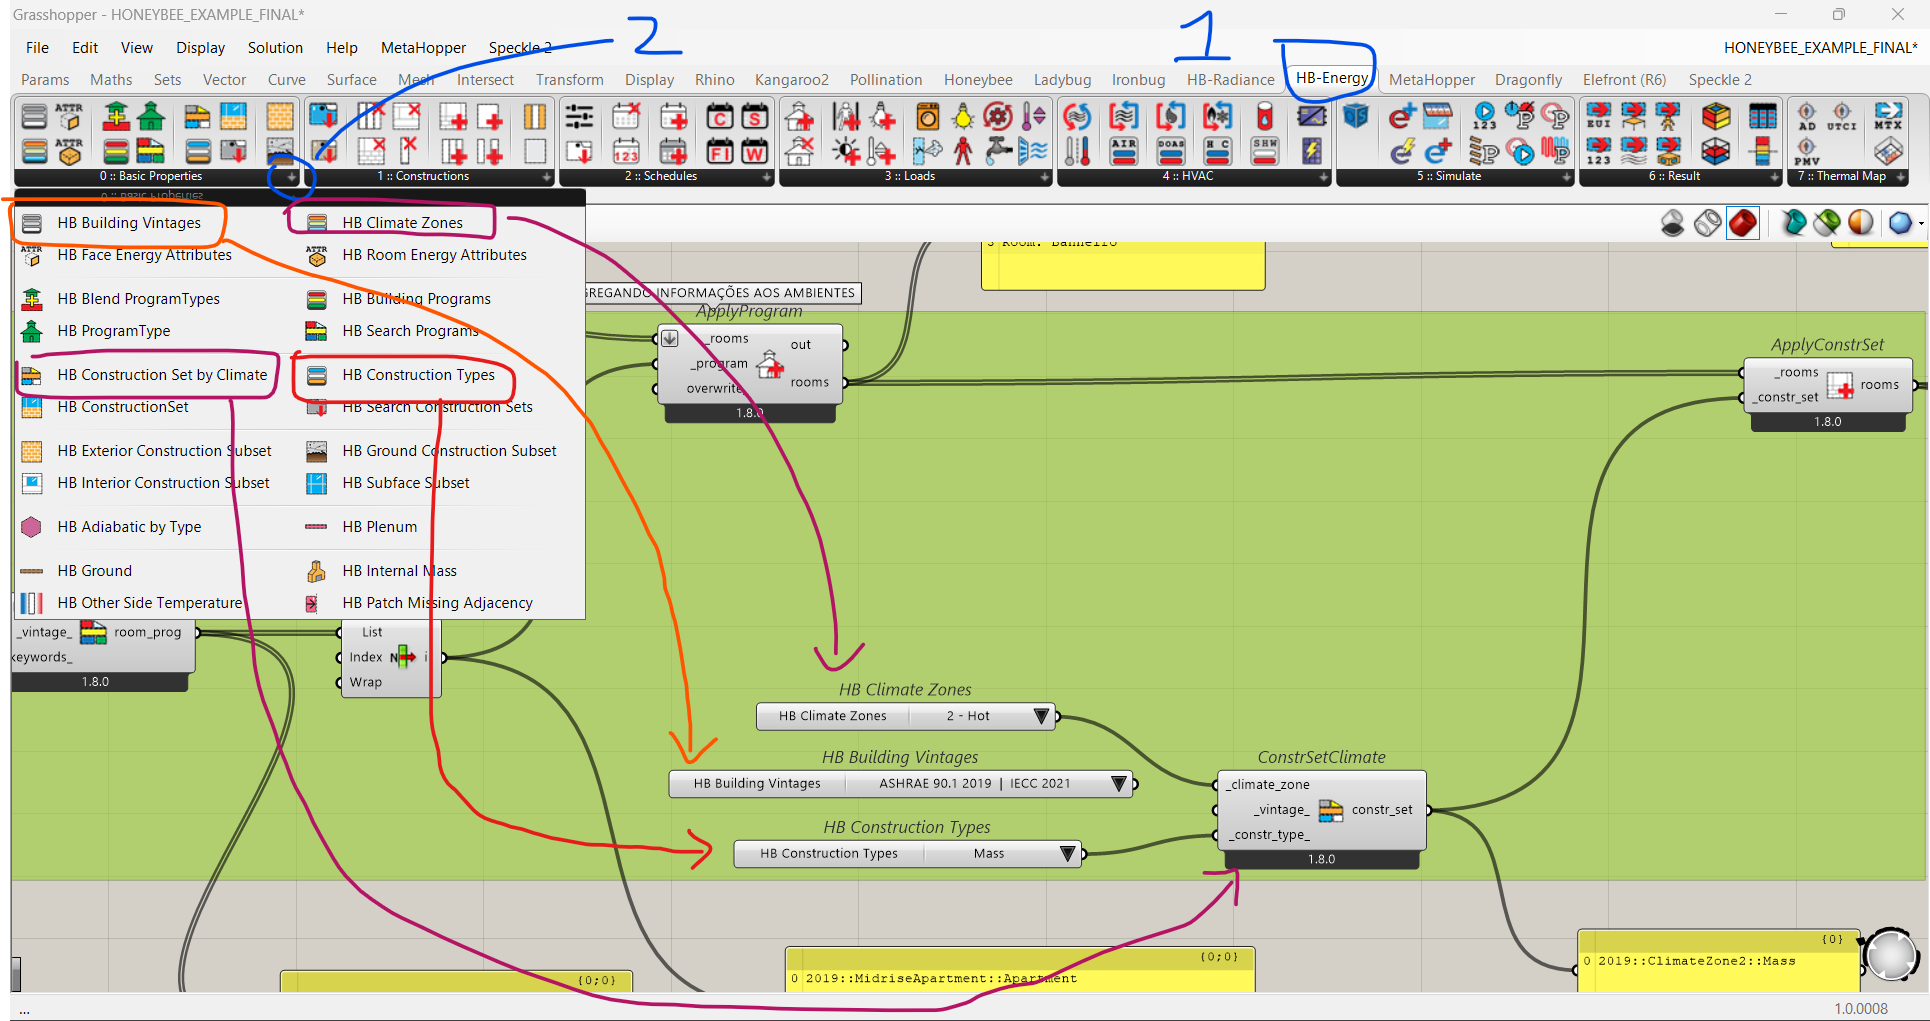 Grasshopper - HONEYBEE_EXAMPLE_FINAL*
2
1
File Edit View Display Solution Help MetaHopper Speckle 2
HONEYBEE_EXAMPLE_FINAL*
Params Maths Sets Vector Curve Surface Mesh Intersect Transform Display Rhino Kangaroo2 Pollination Honeybee Ladybug Ironbug HB-Radiance HB-Energy MetaHopper Dragonfly Elefront (R6) Speckle 2
0 :: Basic Properties
1 :: Constructions
2 :: Schedules
3 :: Loads
4 :: HVAC
5 :: Simulate
6 :: Result
7 :: Thermal Map
HB Building Vintages
HB Climate Zones
HB Face Energy Attributes
HB Room Energy Attributes
HB Blend ProgramTypes
HB Building Programs
HB ProgramType
HB Search Programs
HB Construction Set by Climate
HB Construction Types
HB ConstructionSet
HB Search Construction Sets
HB Exterior Construction Subset
HB Ground Construction Subset
HB Interior Construction Subset
HB Subface Subset
HB Adiabatic by Type
HB Plenum
HB Ground
HB Internal Mass
HB Other Side Temperature
HB Patch Missing Adjacency
3 Room: Banheiro
GREGANDO INFORMAÇÕES AOS AMBIENTES
ApplyProgram
_rooms
_program
overwrite
out
rooms
1.8.0
ApplyConstrSet
_rooms
_constr_set
rooms
1.8.0
_vintage_
room_prog
keywords_
1.8.0
List
Index
Wrap
i
HB Climate Zones
HB Climate Zones 2 - Hot
HB Building Vintages
HB Building Vintages ASHRAE 90.1 2019 | IECC 2021
HB Construction Types
HB Construction Types Mass
ConstrSetClimate
_climate_zone
_vintage_
_constr_type_
constr_set
1.8.0
{0;0}
{0;0}
0 2019::MidriseApartment::Apartment
{0}
0 2019::ClimateZone2::Mass
...
1.0.0008